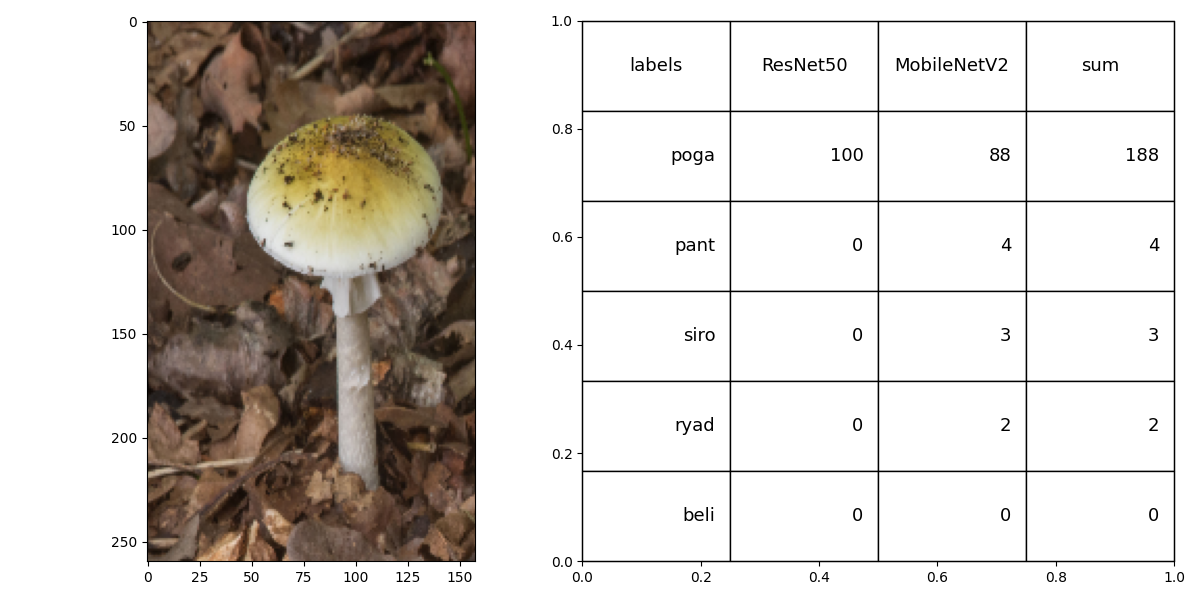 0
50
100
150
200
250
0 25 50 75 100 125 150
1.0
0.8
0.6
0.4
0.2
0.0
0.0 0.2 0.4 0.6 0.8 1.0
labels ResNet50 MobileNetV2 sum
poga 100 88 188
pant 0 4 4
siro 0 3 3
ryad 0 2 2
beli 0 0 0